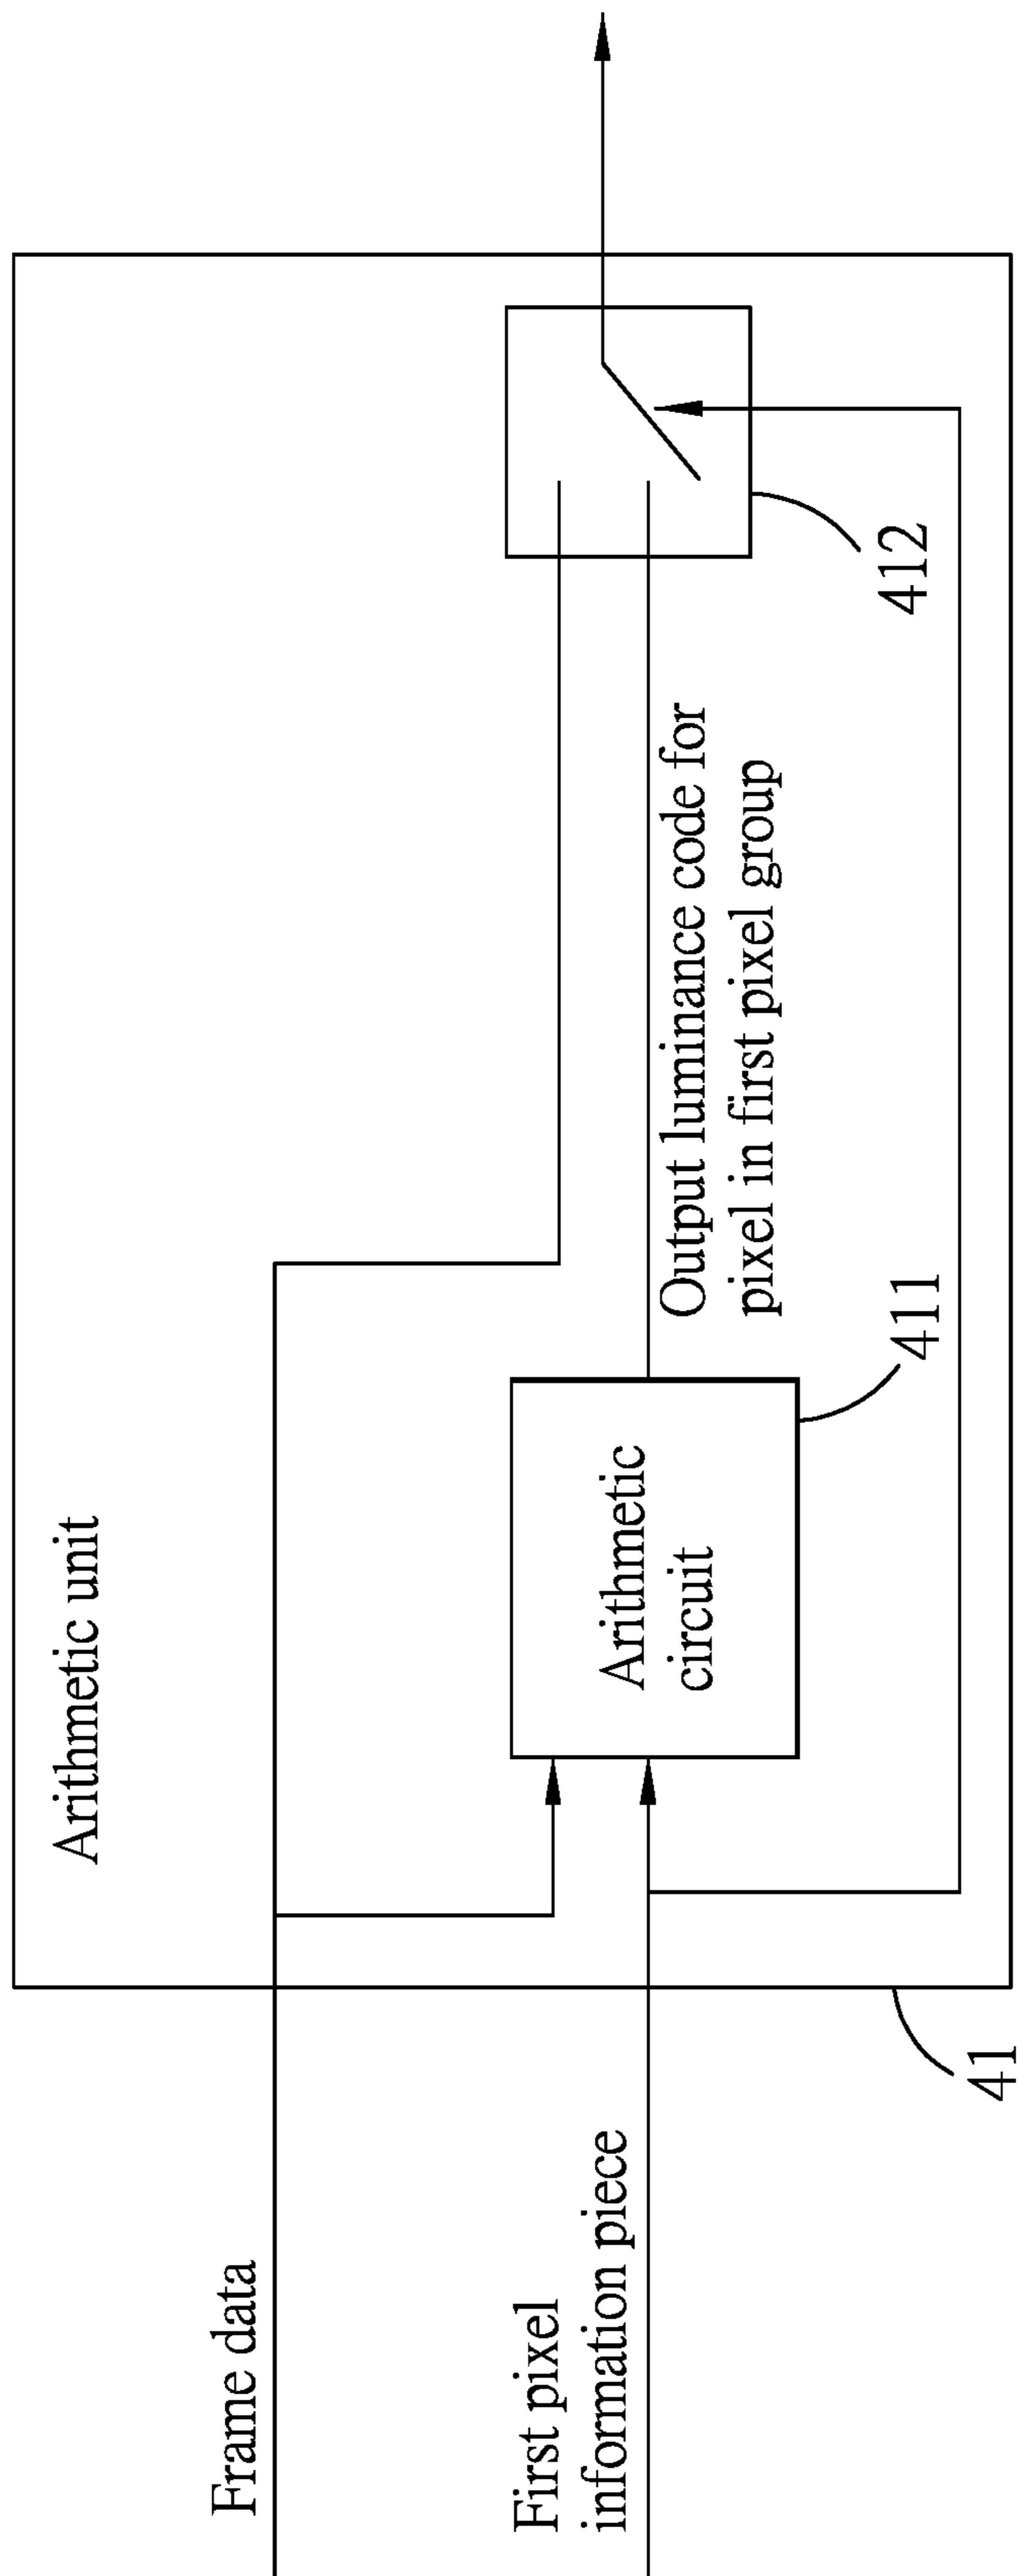 Arithmetic unit
Frame data
First pixel
information piece
Arithmetic
circuit
Output luminance code for
pixel in first pixel group
411
412
41